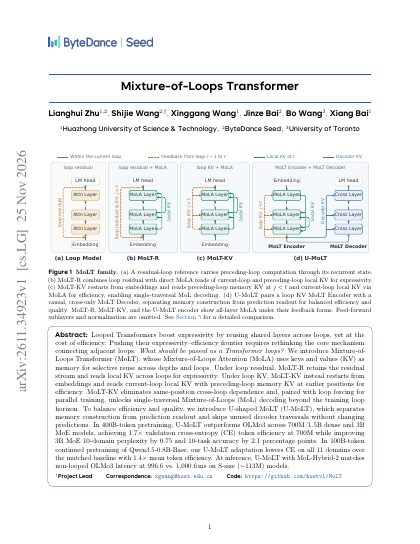 ByteDance | Seed
Mixture-of-Loops Transformer
Lianghui Zhu¹,², Shijie Wang²,³, Xinggang Wang¹, Jinze Bai², Bo Wang³, Xiang Bai¹
¹Huazhong University of Science & Technology, ²ByteDance Seed, ³University of Toronto
arXiv:2611.34923v1 [cs.LG] 25 Nov 2026
Within the current loop
Feedback from loop r − 1 to r
Local KV at r
Decoder KV
loop residual
loop residual + MoLA
loop KV + MoLA
MoLT Encoder + MoLT Decoder
LM head
Attn Layer
Attn Layer
Attn Layer
Embedding
loop residual
LM head
MoLA Layer
MoLA Layer
MoLA Layer
Embedding
Local KV
LM head
MoLA Layer
MoLA Layer
MoLA Layer
Embedding
Local KV
Embedding
MoLA Layer
MoLA Layer
MoLA Layer
MoLT Encoder
LM head
Cross Layer
Cross Layer
Cross Layer
MoLT Decoder
(a) Loop Model
(b) MoLT-R
(c) MoLT-KV
(d) U-MoLT
Figure 1 MoLT family. (a) A residual-loop reference carries preceding-loop computation through its recurrent state.
(b) MoLT-R combines loop residual with direct MoLA reads of current-loop and preceding-loop local KV for expressivity.
(c) MoLT-KV restarts from embeddings and reads preceding-loop memory KV at j < t and current-loop local KV via
MoLA for efficiency, enabling single-traversal MoL decoding. (d) U-MoLT pairs a loop KV MoLT Encoder with a
causal, cross-only MoLT Decoder, separating memory construction from prediction readout for balanced efficiency and
quality. MoLT-R, MoLT-KV, and the U-MoLT encoder show all-layer MoLA under their feedback routes. Feed-forward
sublayers and normalization are omitted. See Section 5 for a detailed comparison.
Abstract: Looped Transformers boost expressivity by reusing shared layers across loops, yet at the
cost of efficiency. Pushing their expressivity–efficiency frontier requires rethinking the mechanism
connecting adjacent loops: What should be passed as a Transformer loops? We introduce Mixture-of-
Loops Transformer (MoLT), whose Mixture-of-Loops Attention (MoLA) uses keys and values (KV) as
memory for selective reuse across depths and loops. Under loop residual, MoLT-R retains the recurrent
stream and reads local KV across loops for expressivity. Under loop KV, MoLT-KV instead restarts from
embeddings and reads current-loop local KV with preceding-loop memory KV at earlier positions for
efficiency. MoLT-KV eliminates same-position cross-loop dependence and, paired with loop forcing for
parallel training, unlocks single-traversal Mixture-of-Loops (MoL) decoding beyond the training loop
horizon. To balance efficiency and quality, we introduce U-shaped MoLT (U-MoLT), which separates
memory construction from prediction readout and skips unused decoder traversals without changing
predictions. In 400B-token pretraining, U-MoLT outperforms OLMo3 across 700M/1.5B dense and 3B
MoE models, achieving 1.7× validation cross-entropy (CE) token efficiency at 700M while improving
3B MoE 10-domain perplexity by 0.75 and 10-task accuracy by 2.1 percentage points. In 100B-token
continued pretraining of Qwen3.5-0.8B-Base, our U-MoLT adaptation lowers CE on all 11 domains over
the matched baseline with 1.4× mean token efficiency. At inference, U-MoLT with MoL-Hybrid-2 matches
non-looped OLMo3 latency at 996.6 vs. 1,000.6 ms on S-size (~113M) models.
†Project Lead Correspondence: xgwang@hust.edu.cn Code: https://github.com/hustvl/MoLT
1